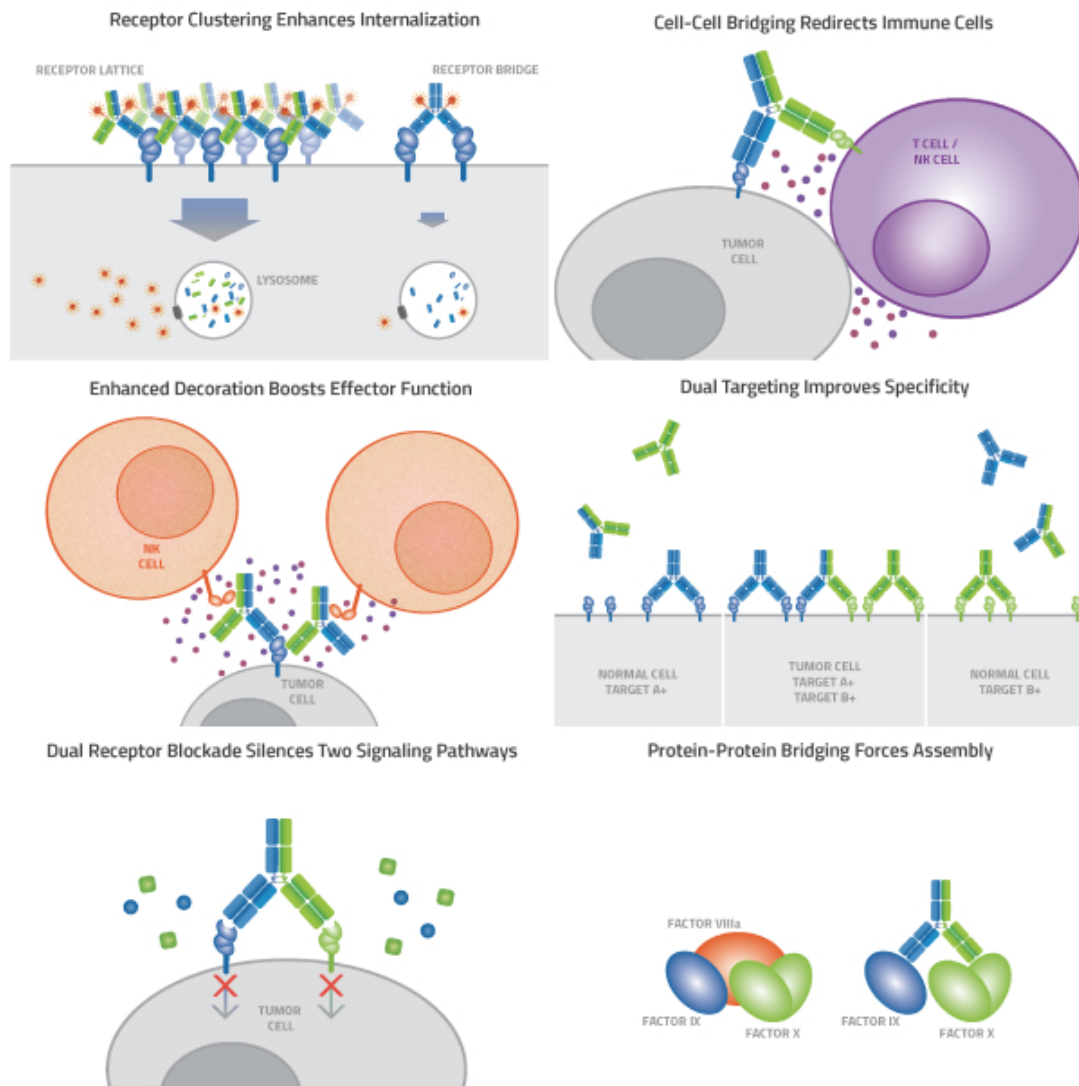 Receptor Clustering Enhances Internalization
RECEPTOR LATTICE
RECEPTOR BRIDGE
LYSOSOME
Cell-Cell Bridging Redirects Immune Cells
T CELL /
NK CELL
TUMOR
CELL
Enhanced Decoration Boosts Effector Function
NK
CELL
TUMOR
CELL
Dual Targeting Improves Specificity
NORMAL CELL
TARGET A+
TUMOR CELL
TARGET A+
TARGET B+
NORMAL CELL
TARGET B+
Dual Receptor Blockade Silences Two Signaling Pathways
TUMOR
CELL
Protein-Protein Bridging Forces Assembly
FACTOR VIIIa
FACTOR IX
FACTOR X
FACTOR IX
FACTOR X